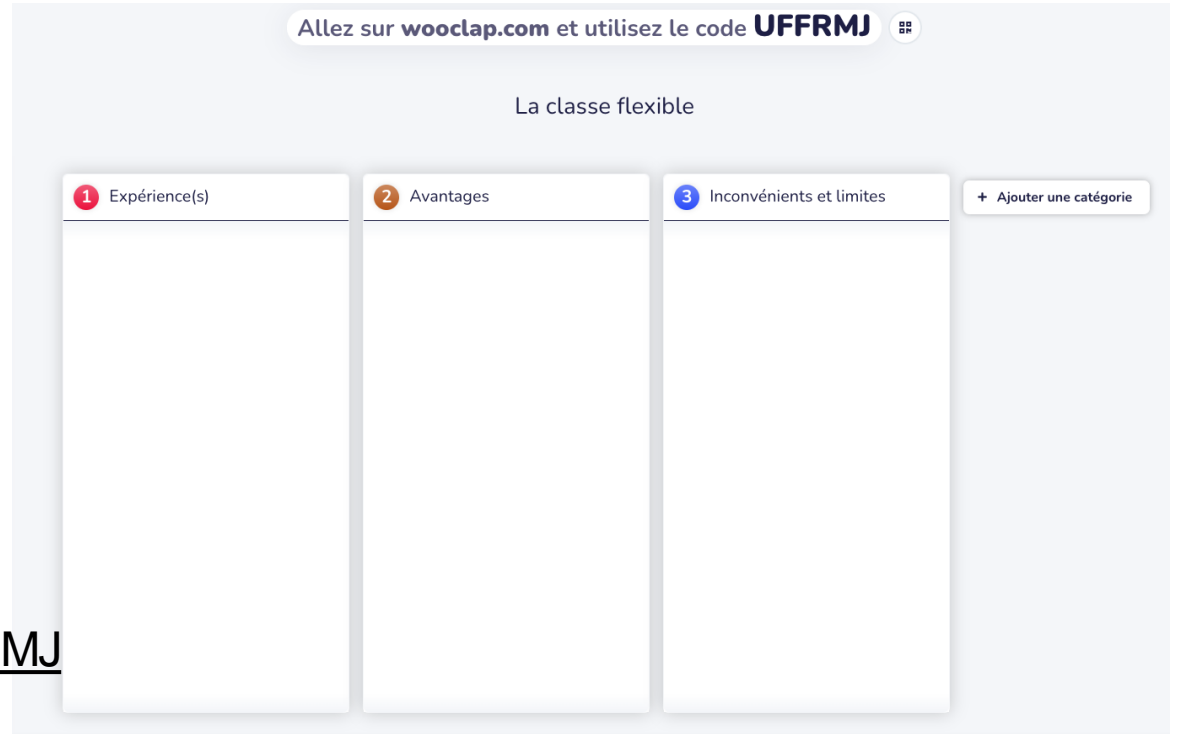 Allez sur wooclap.com et utilisez le code UFFRMJ
La classe flexible
1 Expérience(s)
2 Avantages
3 Inconvénients et limites
+ Ajouter une catégorie
MJ